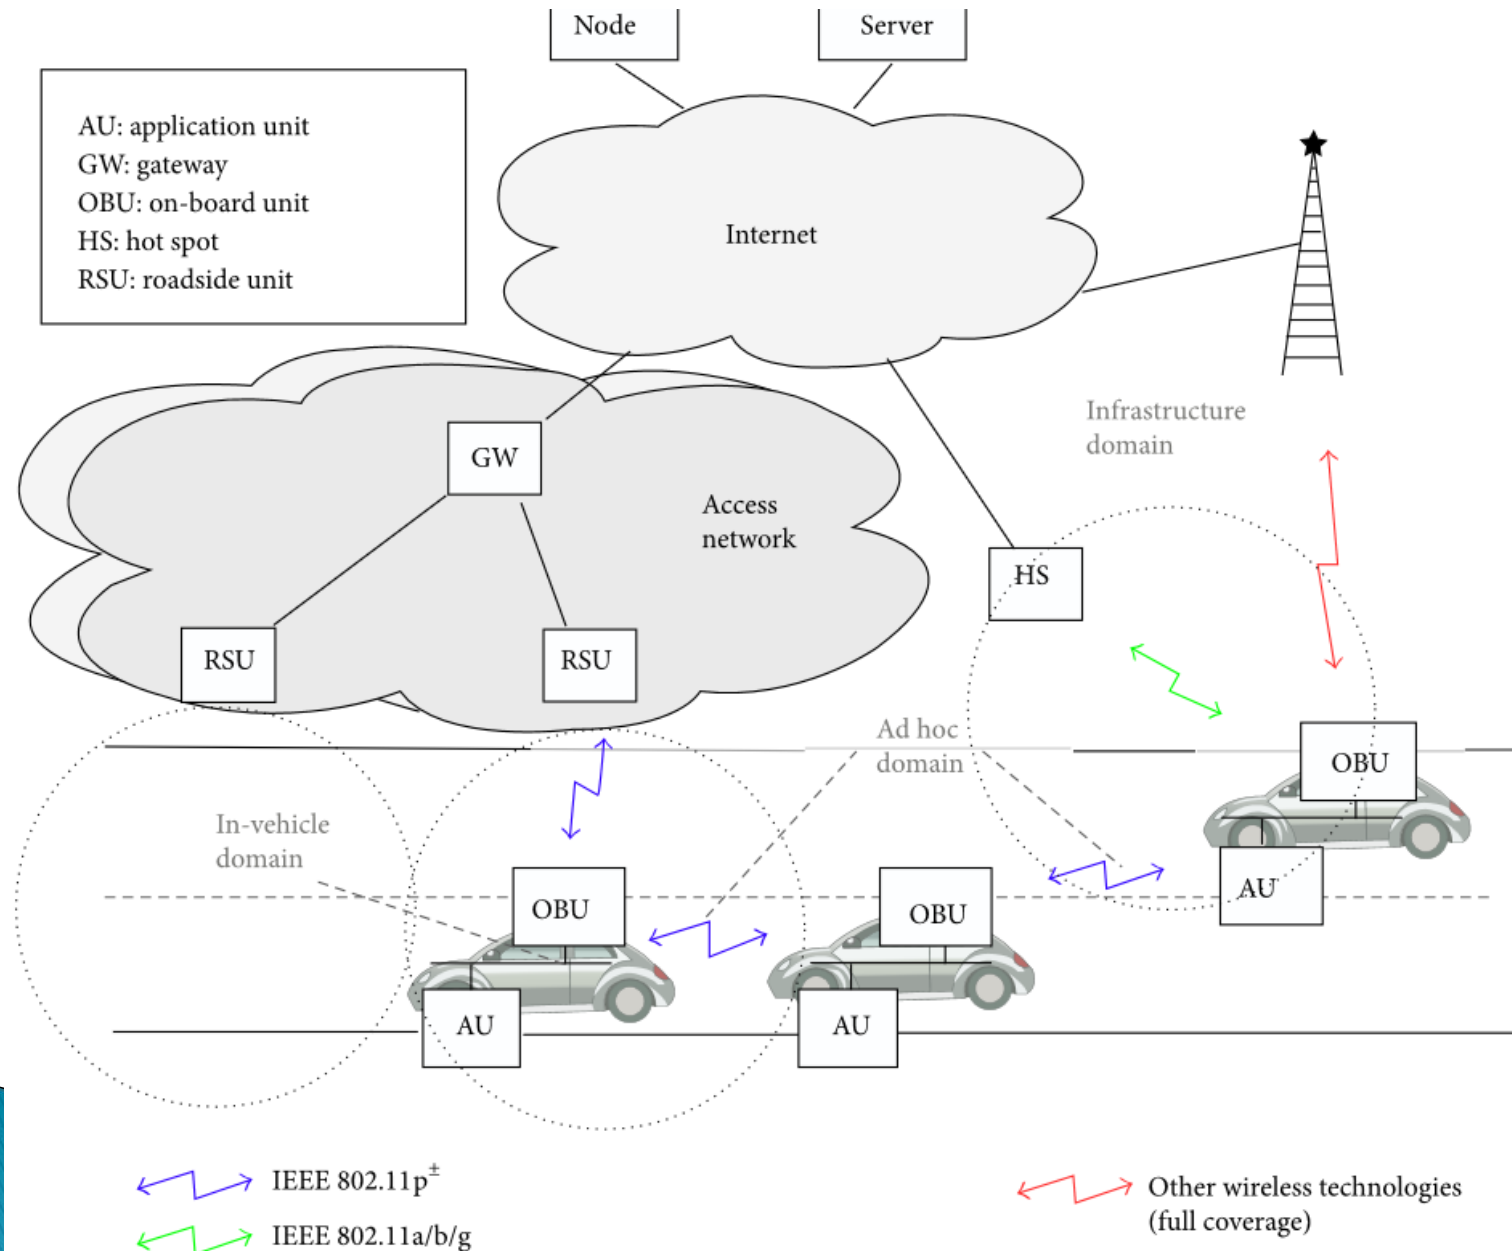 Node
Server
AU: application unit
GW: gateway
OBU: on-board unit
HS: hot spot
RSU: roadside unit
Internet
Infrastructure
domain
GW
Access
network
HS
RSU
RSU
Ad hoc
domain
OBU
In-vehicle
domain
AU
OBU
OBU
AU
AU
IEEE 802.11p±
IEEE 802.11a/b/g
Other wireless technologies
(full coverage)